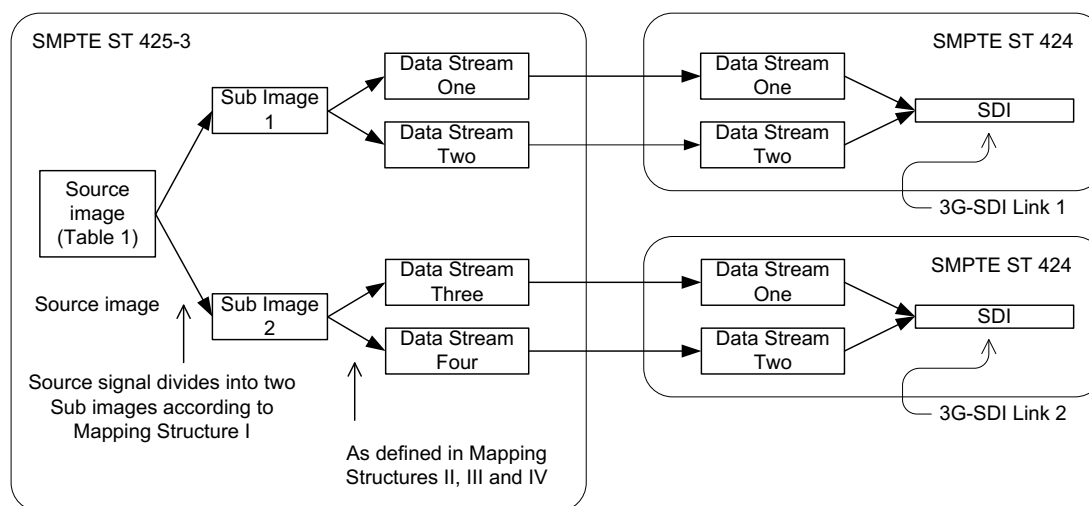 SMPTE ST 425-3
Source
image
(Table 1)
Source image
Source signal divides into two
Sub images according to
Mapping Structure I
Sub Image
1
Sub Image
2
Data Stream
One
Data Stream
Two
Data Stream
Three
Data Stream
Four
As defined in Mapping
Structures II, III and IV
SMPTE ST 424
Data Stream
One
Data Stream
Two
SDI
3G-SDI Link 1
SMPTE ST 424
Data Stream
One
Data Stream
Two
SDI
3G-SDI Link 2